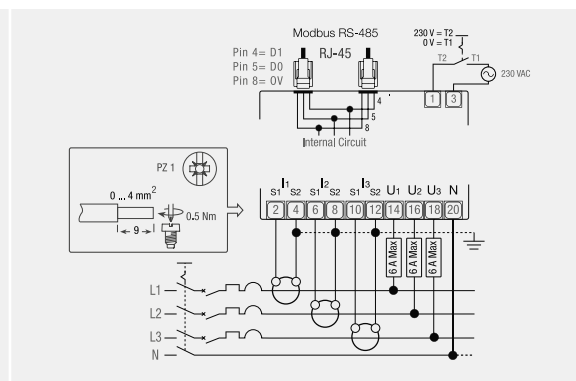 Modbus RS-485
Pin 4= D1
Pin 5= D0
Pin 8= 0V
RJ-45
4
5
8
Internal Circuit
230 V = T2
0 V = T1
T2 T1
230 VAC
1 3
PZ 1
0 ... 4 mm²
0.5 Nm
9
I1 I2 I3
S1 S2 S1 S2 S1 S2 U1 U2 U3 N
2 4 6 8 10 12 14 16 18 20
6 A Max 6 A Max 6 A Max
L1
L2
L3
N